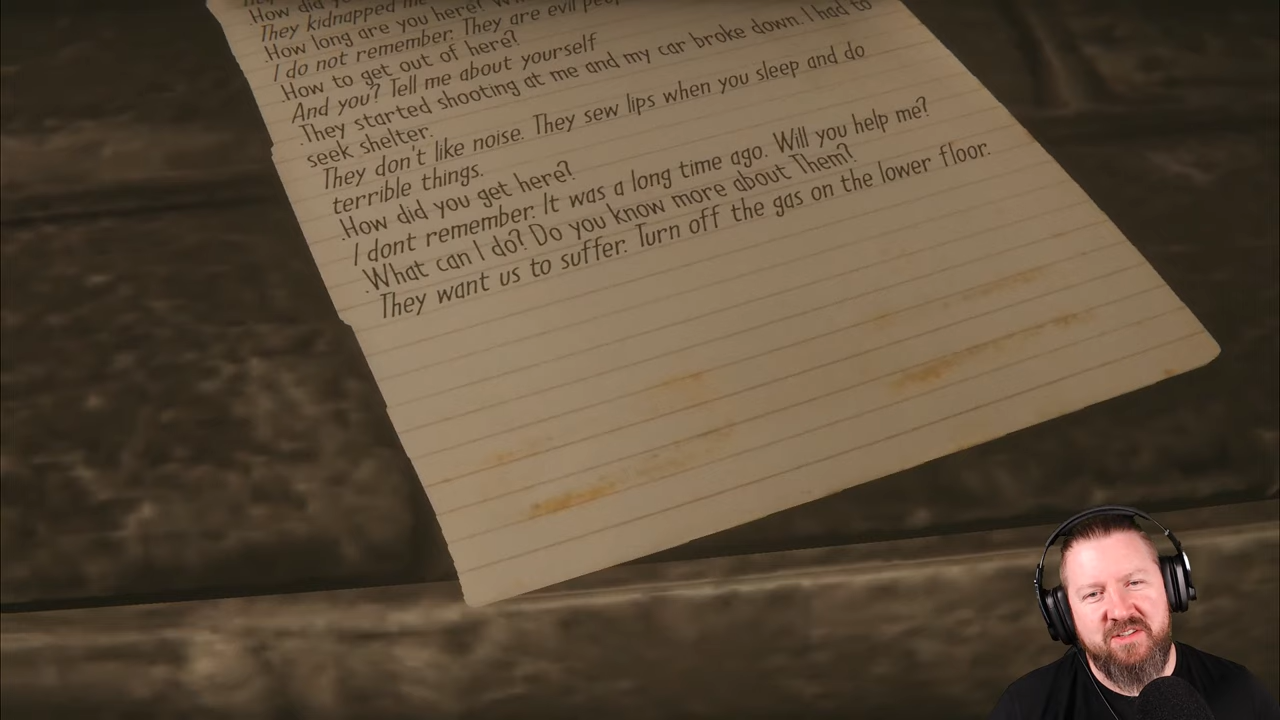 How did
They kidnapped
How long are you here?
I do not remember. They are evil
How to get out of here?
And you? Tell me about yourself
.They started shooting at me and my car broke down. I had to
seek shelter.
They don't like noise. They sew lips when you sleep and do
terrible things.
.How did you get here?
I dont remember. It was a long time ago. Will you help me?
.What can I do? Do you know more about Them?
They want us to suffer. Turn off the gas on the lower floor.